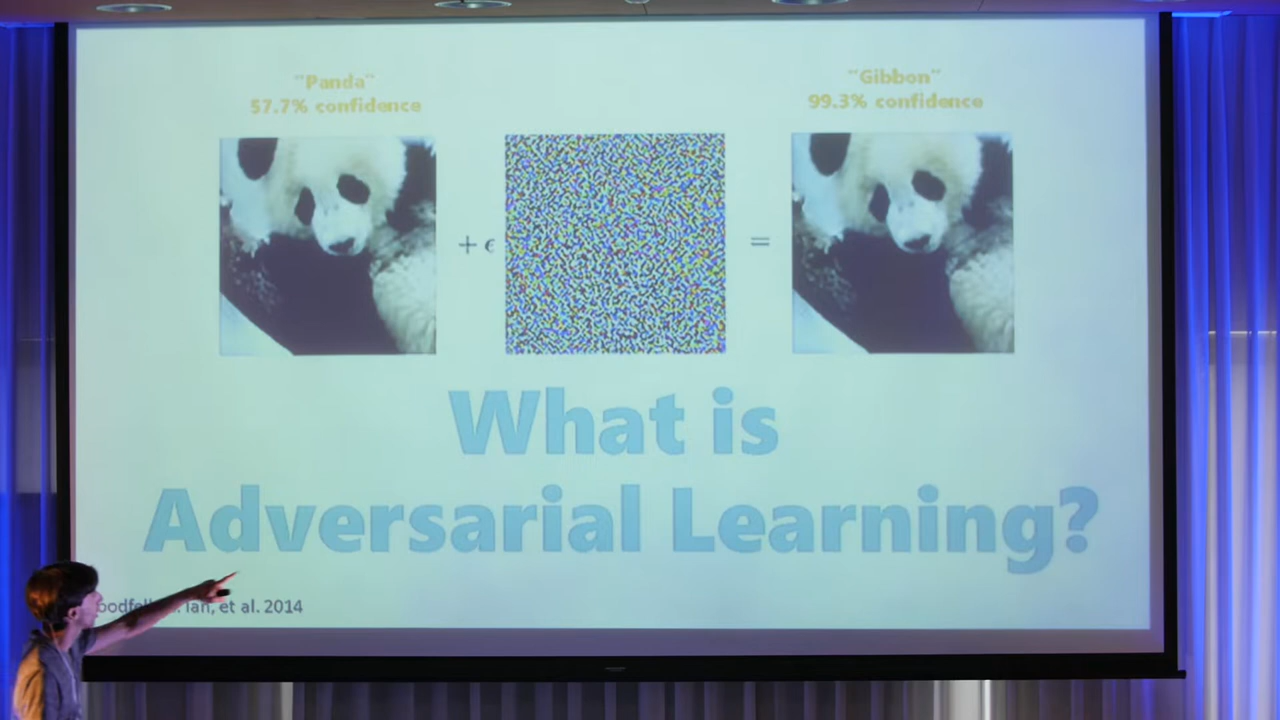 "Panda"
57.7% confidence
"Gibbon"
99.3% confidence
+ ϵ
=
What is
Adversarial Learning?
Ian, et al. 2014